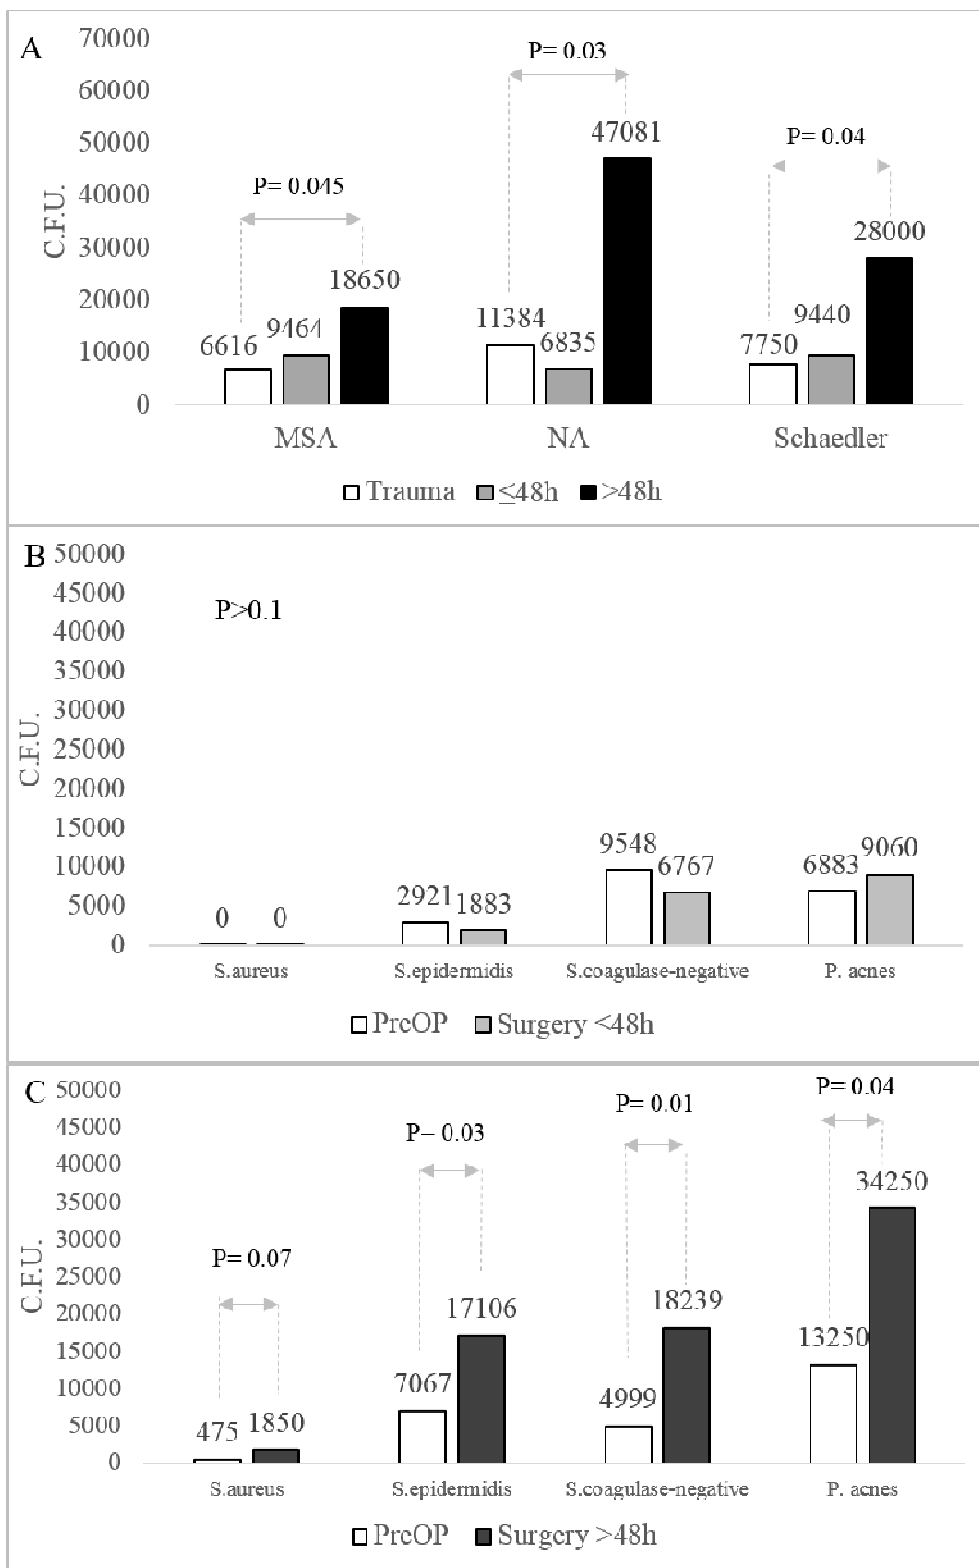 A
70000
60000
50000
40000
30000
20000
10000
0
C.F.U.
P= 0.045
P= 0.03
P= 0.04
6616
9464
18650
11384
6835
47081
7750
9440
28000
MSA
NA
Schaedler
Trauma
≤48h
>48h
B
50000
45000
40000
35000
30000
25000
20000
15000
10000
5000
0
C.F.U.
P>0.1
0
0
2921
1883
9548
6767
6883
9060
S.aureus
S.epidermidis
S.coagulase-negative
P. acnes
PreOP
Surgery <48h
C
50000
45000
40000
35000
30000
25000
20000
15000
10000
5000
0
C.F.U.
P= 0.07
P= 0.03
P= 0.01
P= 0.04
475
1850
7067
17106
4999
18239
13250
34250
S.aureus
S.epidermidis
S.coagulase-negative
P. acnes
PreOP
Surgery >48h